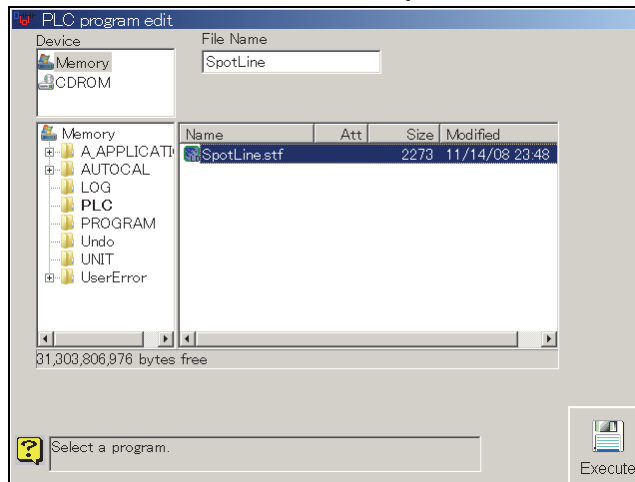 PLC program edit
Device
File Name
Memory
SpotLine
CDROM
Memory
Name Att Size Modified
A_APPLICATI
SpotLine.stf 2273 11/14/08 23:48
AUTOCAL
LOG
PLC
PROGRAM
Undo
UNIT
UserError
31,303,806,976 bytes free
Select a program.
Execute